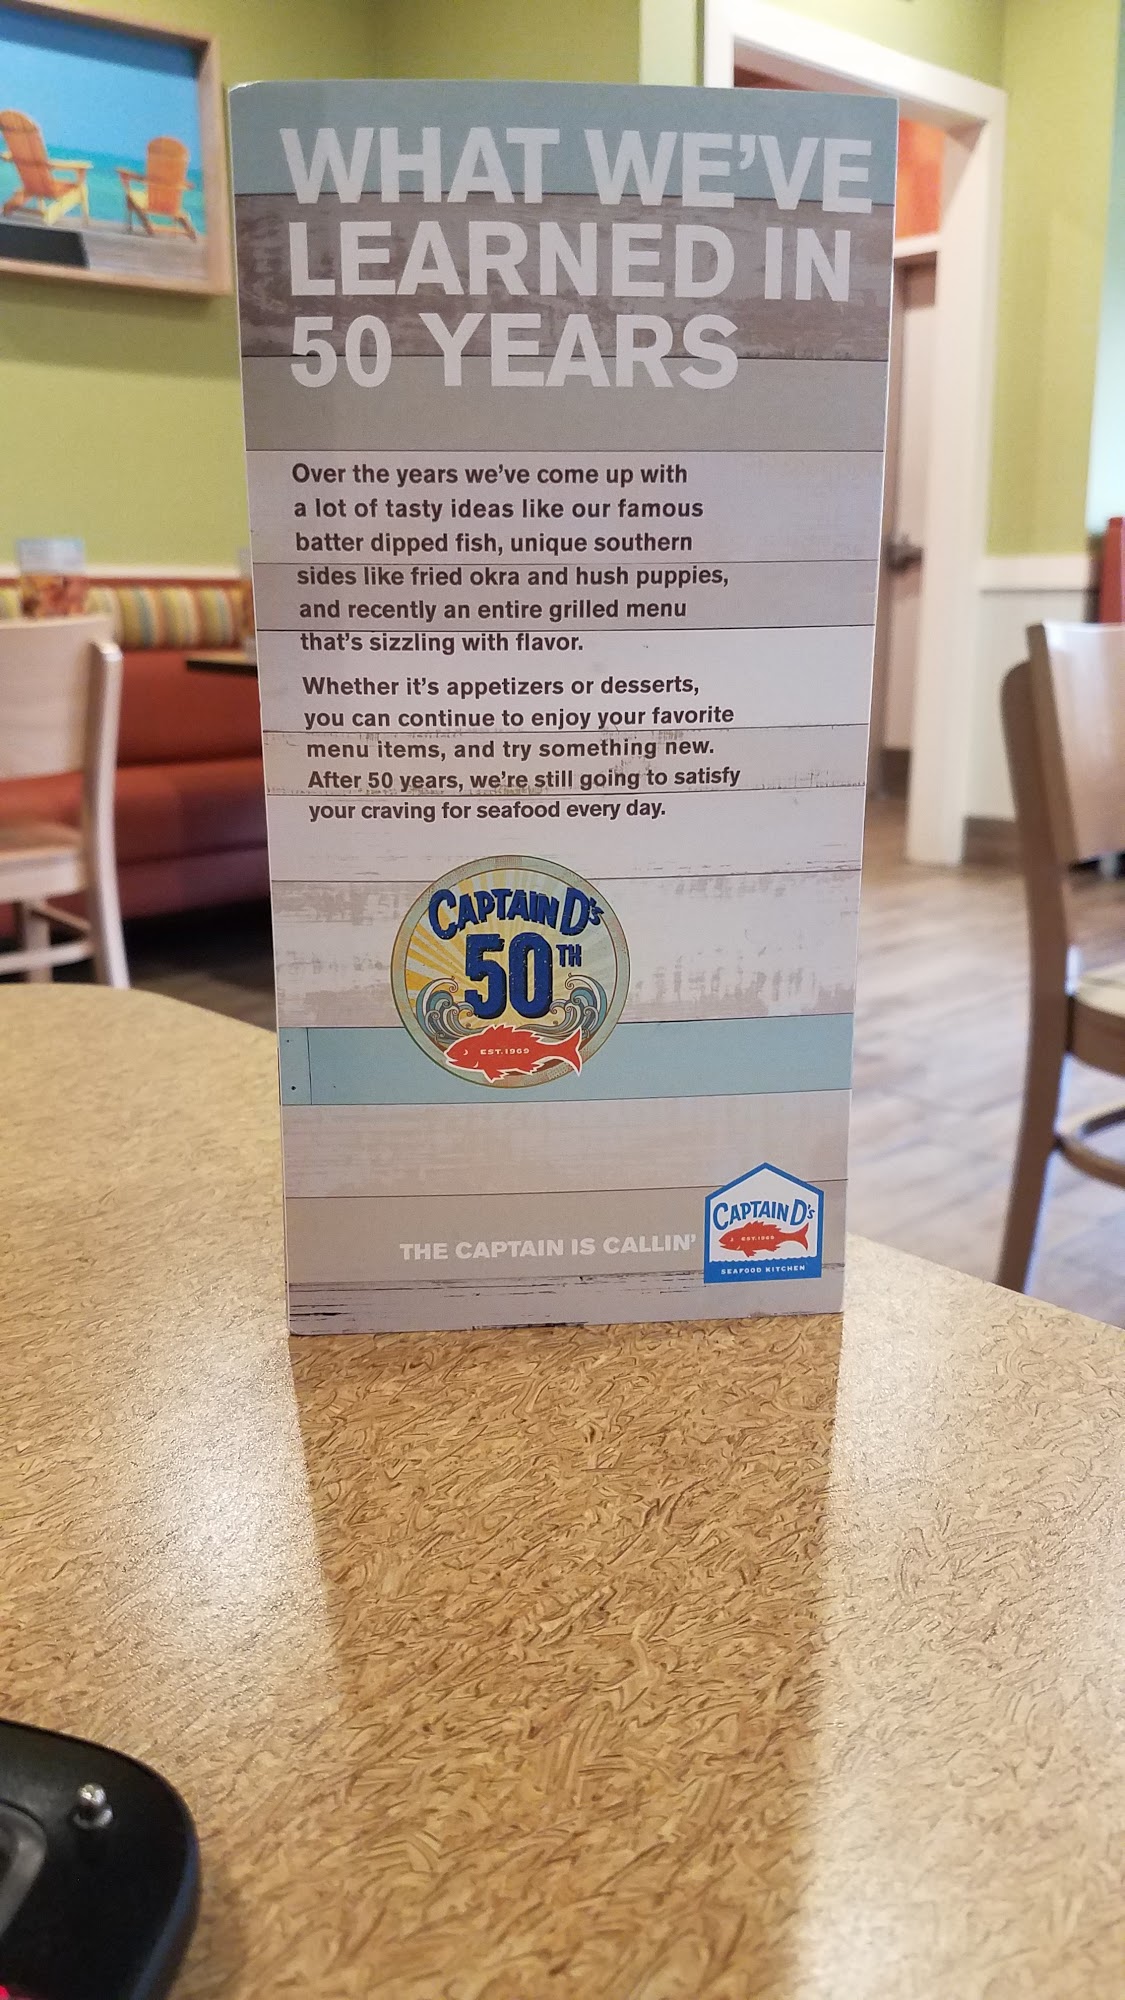 WHAT WE'VE
LEARNED IN
50 YEARS
Over the years we've come up with
a lot of tasty ideas like our famous
batter dipped fish, unique southern
sides like fried okra and hush puppies,
and recently an entire grilled menu
that's sizzling with flavor.
Whether it's appetizers or desserts,
you can continue to enjoy your favorite
menu items, and try something new.
After 50 years, we're still going to satisfy
your craving for seafood every day.
CAPTAIN D's
50TH
EST. 1969
THE CAPTAIN IS CALLIN'
CAPTAIN D's
EST. 1969
SEAFOOD KITCHEN